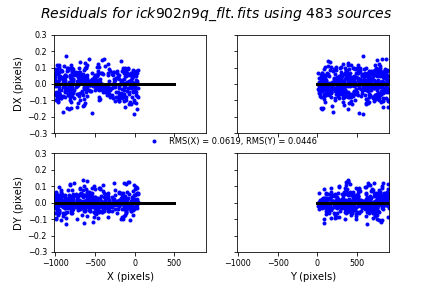 Residuals for ick902n9q_flt.fits using 483 sources
DX (pixels)
0.3
0.2
0.1
0.0
−0.1
−0.2
−0.3
RMS(X) = 0.0619, RMS(Y) = 0.0446
DY (pixels)
0.3
0.2
0.1
0.0
−0.1
−0.2
−0.3
−1000 −500 0 500 −1000 −500 0 500
X (pixels) Y (pixels)